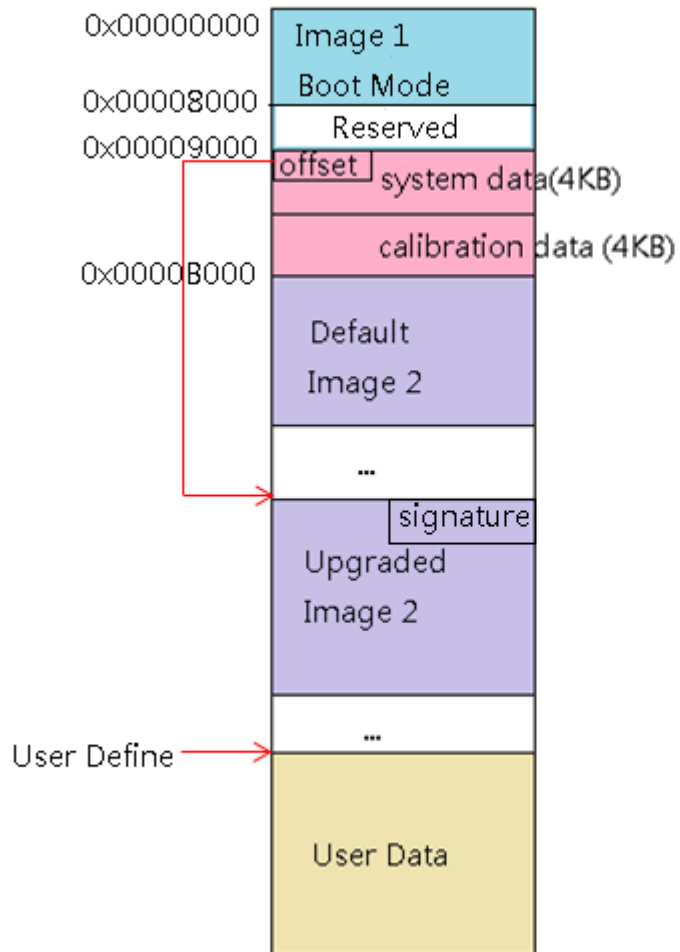 0x00000000
Image 1
Boot Mode
0x00008000
Reserved
0x00009000
offset
system data(4KB)
calibration data (4KB)
0x0000B000
Default
Image 2
...
signature
Upgraded
Image 2
...
User Define
User Data